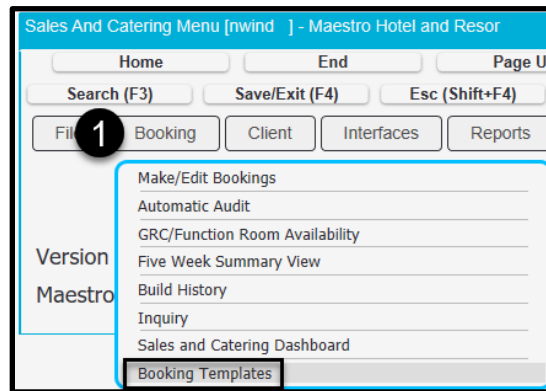 Sales And Catering Menu [nwind ] - Maestro Hotel and Resor
Home End Page U
Search (F3) Save/Exit (F4) Esc (Shift+F4)
Fil 1 Booking Client Interfaces Reports
Make/Edit Bookings
Automatic Audit
GRC/Function Room Availability
Version
Five Week Summary View
Maestro
Build History
Inquiry
Sales and Catering Dashboard
Booking Templates